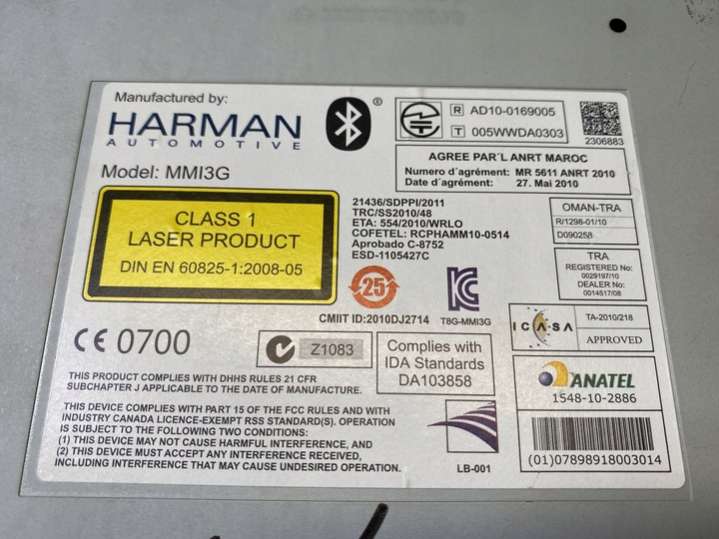 Manufactured by:
HARMAN
AUTOMOTIVE
Model: MMI3G
®
R AD10-0169005
T 005WWDA0303
2306883
AGREE PAR´L ANRT MAROC
Numero d´agrément: MR 5611 ANRT 2010
Date d´agrément: 27. Mai 2010
CLASS 1
LASER PRODUCT
DIN EN 60825-1:2008-05
21436/SDPPI/2011
TRC/SS2010/48
ETA: 554/2010/WRLO
COFETEL: RCPHAMM10-0514
Aprobado C-8752
ESD-1105427C
OMAN-TRA
R/1298-01/10
D090258
TRA
REGISTERED No:
0029197/10
DEALER No:
0014517/08
25
CMIIT ID:2010DJ2714
T8G-MMI3G
ICASA
TA-2010/218
APPROVED
CE 0700
Z1083
Complies with
IDA Standards
DA103858
ANATEL
1548-10-2886
(01)07898918003014
THIS PRODUCT COMPLIES WITH DHHS RULES 21 CFR
SUBCHAPTER J APPLICABLE TO THE DATE OF MANUFACTURE.
THIS DEVICE COMPLIES WITH PART 15 OF THE FCC RULES AND WITH
INDUSTRY CANADA LICENCE-EXEMPT RSS STANDARD(S). OPERATION
IS SUBJECT TO THE FOLLOWING TWO CONDITIONS:
(1) THIS DEVICE MAY NOT CAUSE HARMFUL INTERFERENCE, AND
(2) THIS DEVICE MUST ACCEPT ANY INTERFERENCE RECEIVED,
INCLUDING INTERFERENCE THAT MAY CAUSE UNDESIRED OPERATION.
LB-001